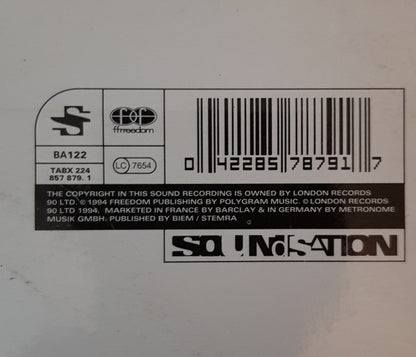 ffrreedom
BA122
TABX 224
857 879. 1
LC 7654
0 42285 78791 7
THE COPYRIGHT IN THIS SOUND RECORDING IS OWNED BY LONDON RECORDS
90 LTD. ℗ 1994 FREEDOM PUBLISHING BY POLYGRAM MUSIC. © LONDON RECORDS
90 LTD 1994. MARKETED IN FRANCE BY BARCLAY & IN GERMANY BY METRONOME
MUSIK GMBH. PUBLISHED BY BIEM / STEMRA
SOUNDSATION